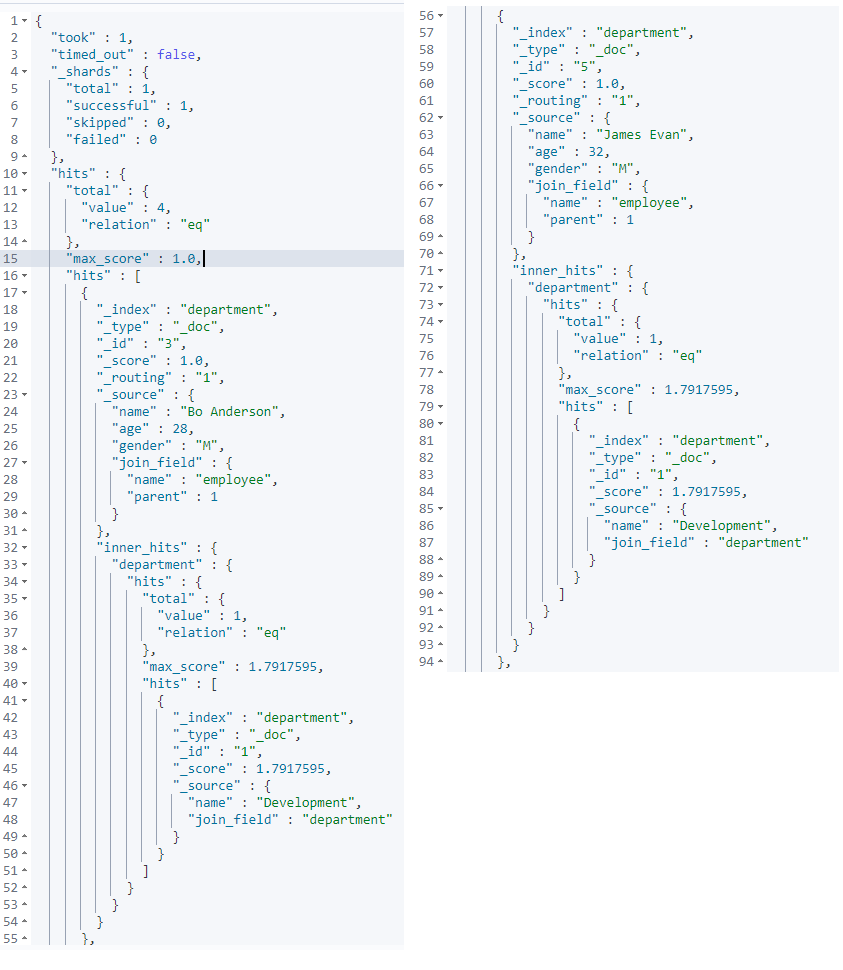 1 {
2 "took" : 1,
3 "timed_out" : false,
4 "_shards" : {
5 "total" : 1,
6 "successful" : 1,
7 "skipped" : 0,
8 "failed" : 0
9 },
10 "hits" : {
11 "total" : {
12 "value" : 4,
13 "relation" : "eq"
14 },
15 "max_score" : 1.0,
16 "hits" : [
17 {
18 "_index" : "department",
19 "_type" : "_doc",
20 "_id" : "3",
21 "_score" : 1.0,
22 "_routing" : "1",
23 "_source" : {
24 "name" : "Bo Anderson",
25 "age" : 28,
26 "gender" : "M",
27 "join_field" : {
28 "name" : "employee",
29 "parent" : 1
30 }
31 },
32 "inner_hits" : {
33 "department" : {
34 "hits" : {
35 "total" : {
36 "value" : 1,
37 "relation" : "eq"
38 },
39 "max_score" : 1.7917595,
40 "hits" : [
41 {
42 "_index" : "department",
43 "_type" : "_doc",
44 "_id" : "1",
45 "_score" : 1.7917595,
46 "_source" : {
47 "name" : "Development",
48 "join_field" : "department"
49 }
50 }
51 ]
52 }
53 }
54 }
55 },
56 {
57 "_index" : "department",
58 "_type" : "_doc",
59 "_id" : "5",
60 "_score" : 1.0,
61 "_routing" : "1",
62 "_source" : {
63 "name" : "James Evan",
64 "age" : 32,
65 "gender" : "M",
66 "join_field" : {
67 "name" : "employee",
68 "parent" : 1
69 }
70 },
71 "inner_hits" : {
72 "department" : {
73 "hits" : {
74 "total" : {
75 "value" : 1,
76 "relation" : "eq"
77 },
78 "max_score" : 1.7917595,
79 "hits" : [
80 {
81 "_index" : "department",
82 "_type" : "_doc",
83 "_id" : "1",
84 "_score" : 1.7917595,
85 "_source" : {
86 "name" : "Development",
87 "join_field" : "department"
88 }
89 }
90 ]
91 }
92 }
93 }
94 },